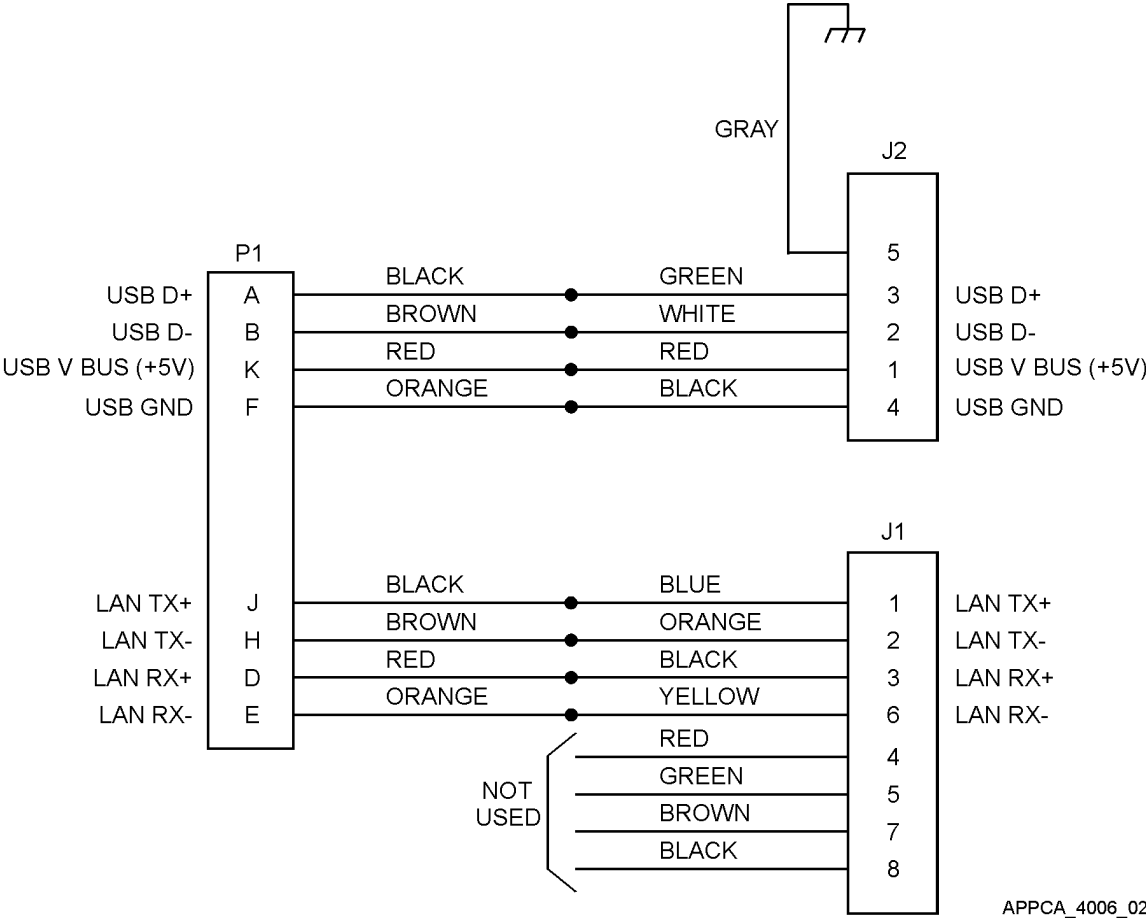 GRAY
J2
5
P1
BLACK GREEN
USB D+ A 3 USB D+
BROWN WHITE
USB D- B 2 USB D-
RED RED
USB V BUS (+5V) K 1 USB V BUS (+5V)
ORANGE BLACK
USB GND F 4 USB GND
J1
BLACK BLUE
LAN TX+ J 1 LAN TX+
BROWN ORANGE
LAN TX- H 2 LAN TX-
RED BLACK
LAN RX+ D 3 LAN RX+
ORANGE YELLOW
LAN RX- E 6 LAN RX-
RED
4
GREEN
NOT
USED
5
BROWN
7
BLACK
8
APPCA_4006_02